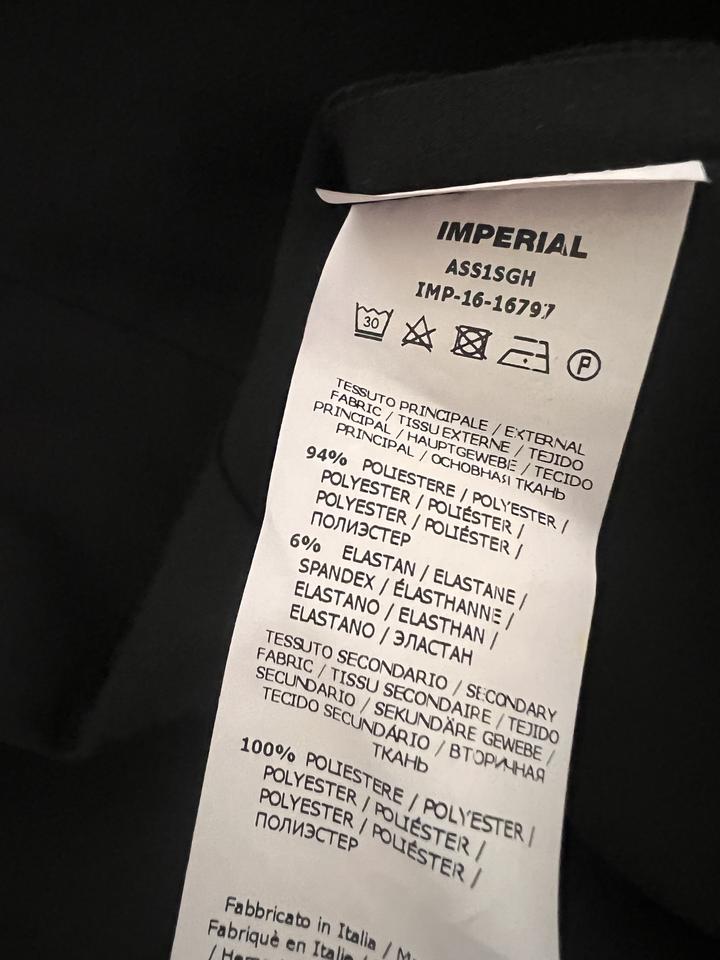 IMPERIAL
ASS1SGH
IMP-16-16797
30
P
TESSUTO PRINCIPALE / EXTERNAL
FABRIC / TISSU EXTERNE / TEJIDO
PRINCIPAL / HAUPTGEWEBE / TECIDO
PRINCIPAL / ОСНОВНАЯ ТКАНЬ
94% POLIESTERE / POLYESTER /
POLYESTER / POLIÉSTER /
POLYESTER / POLIÉSTER /
ПОЛИЭСТЕР
6% ELASTAN / ELASTANE /
SPANDEX / ÉLASTHANNE /
ELASTANO / ELASTHAN /
ELASTANO / ЭЛАСТАН
TESSUTO SECONDARIO / SECONDARY
FABRIC / TISSU SECONDAIRE / TEJIDO
SECUNDARIO / SEKUNDÄRE GEWEBE /
TECIDO SECUNDÁRIO / ВТОРИЧНАЯ
ТКАНЬ
100% POLIESTERE / POLYESTER /
POLYESTER / POLIÉSTER /
POLYESTER / POLIÉSTER /
ПОЛИЭСТЕР
Fabbricato in Italia /
Fabriquè en Italie